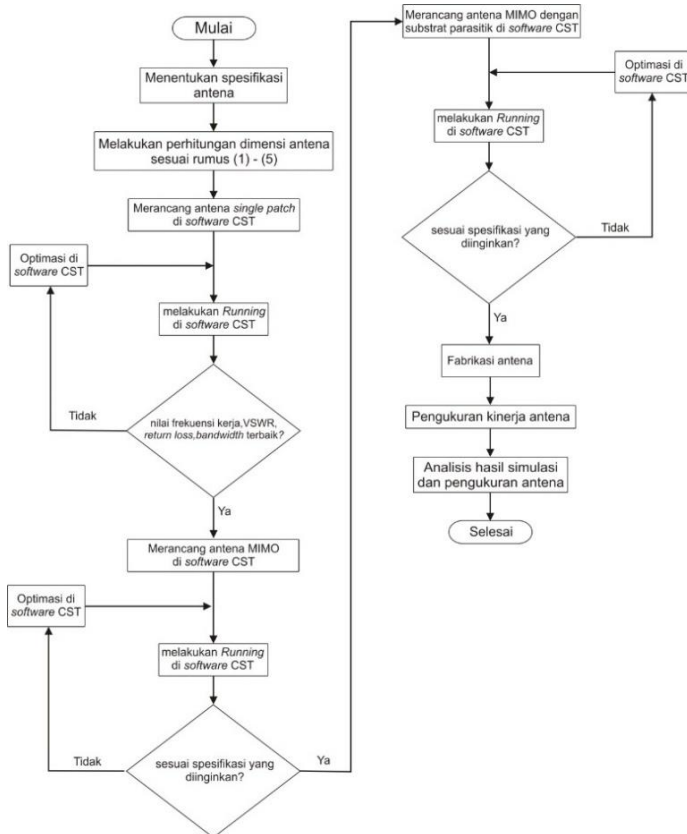 Mulai
Menentukan spesifikasi
antena
Melakukan perhitungan dimensi antena
sesuai rumus (1) - (5)
Merancang antena single patch
di software CST
Optimasi di
software CST
melakukan Running
di software CST
Tidak
nilai frekuensi kerja,VSWR,
return loss,bandwidth terbaik?
Ya
Merancang antena MIMO
di software CST
Optimasi di
software CST
melakukan Running
di software CST
Tidak
sesuai spesifikasi yang
diinginkan?
Ya
Merancang antena MIMO dengan
substrat parasitik di software CST
Optimasi di
software CST
melakukan Running
di software CST
sesuai spesifikasi yang
diinginkan?
Tidak
Ya
Fabrikasi antena
Pengukuran kinerja antena
Analisis hasil simulasi
dan pengukuran antena
Selesai